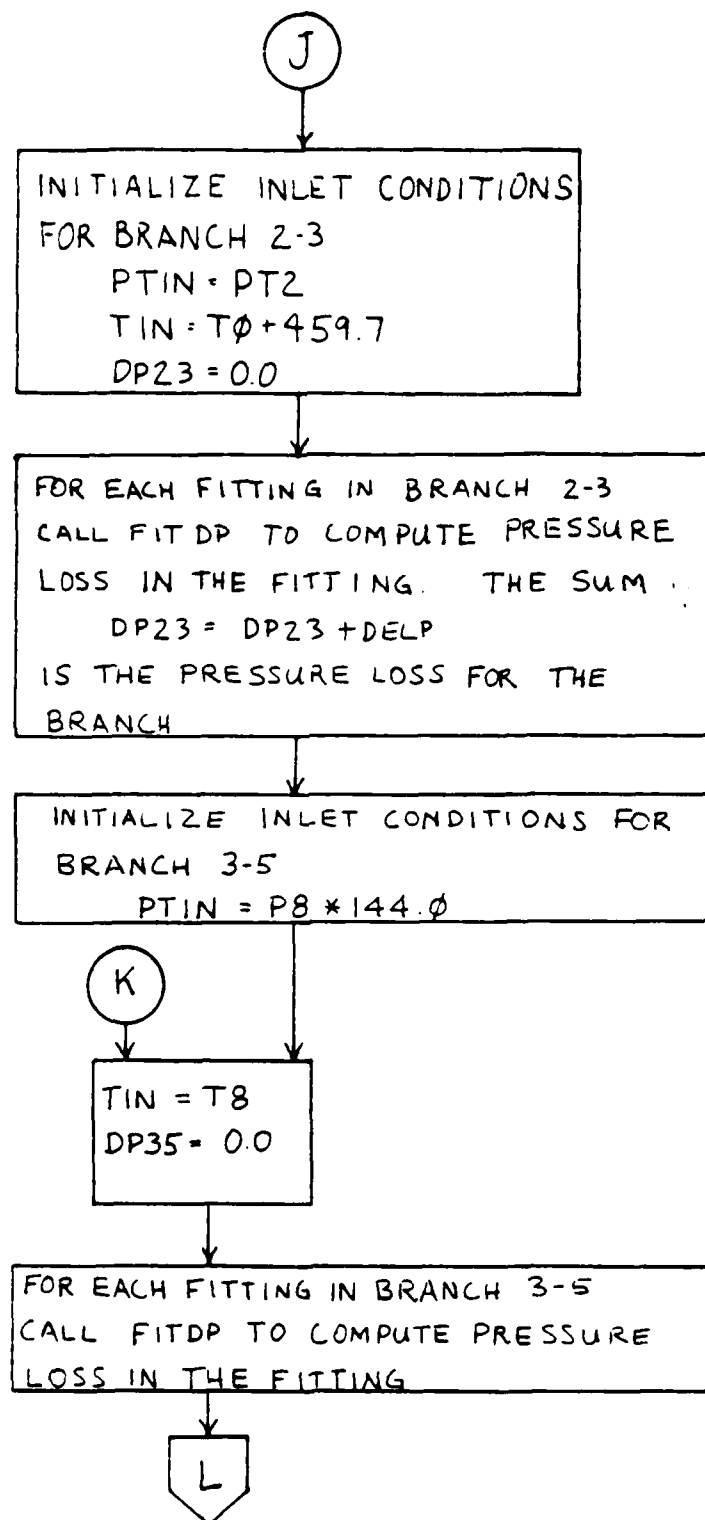 J
INITIALIZE INLET CONDITIONS
FOR BRANCH 2-3
PTIN = PT2
TIN = TØ+459.7
DP23 = 0.0
FOR EACH FITTING IN BRANCH 2-3
CALL FITDP TO COMPUTE PRESSURE
LOSS IN THE FITTING. THE SUM
DP23 = DP23 + DELP
IS THE PRESSURE LOSS FOR THE
BRANCH
INITIALIZE INLET CONDITIONS FOR
BRANCH 3-5
PTIN = P8 * 144.Ø
K
TIN = T8
DP35 = 0.0
FOR EACH FITTING IN BRANCH 3-5
CALL FITDP TO COMPUTE PRESSURE
LOSS IN THE FITTING
L